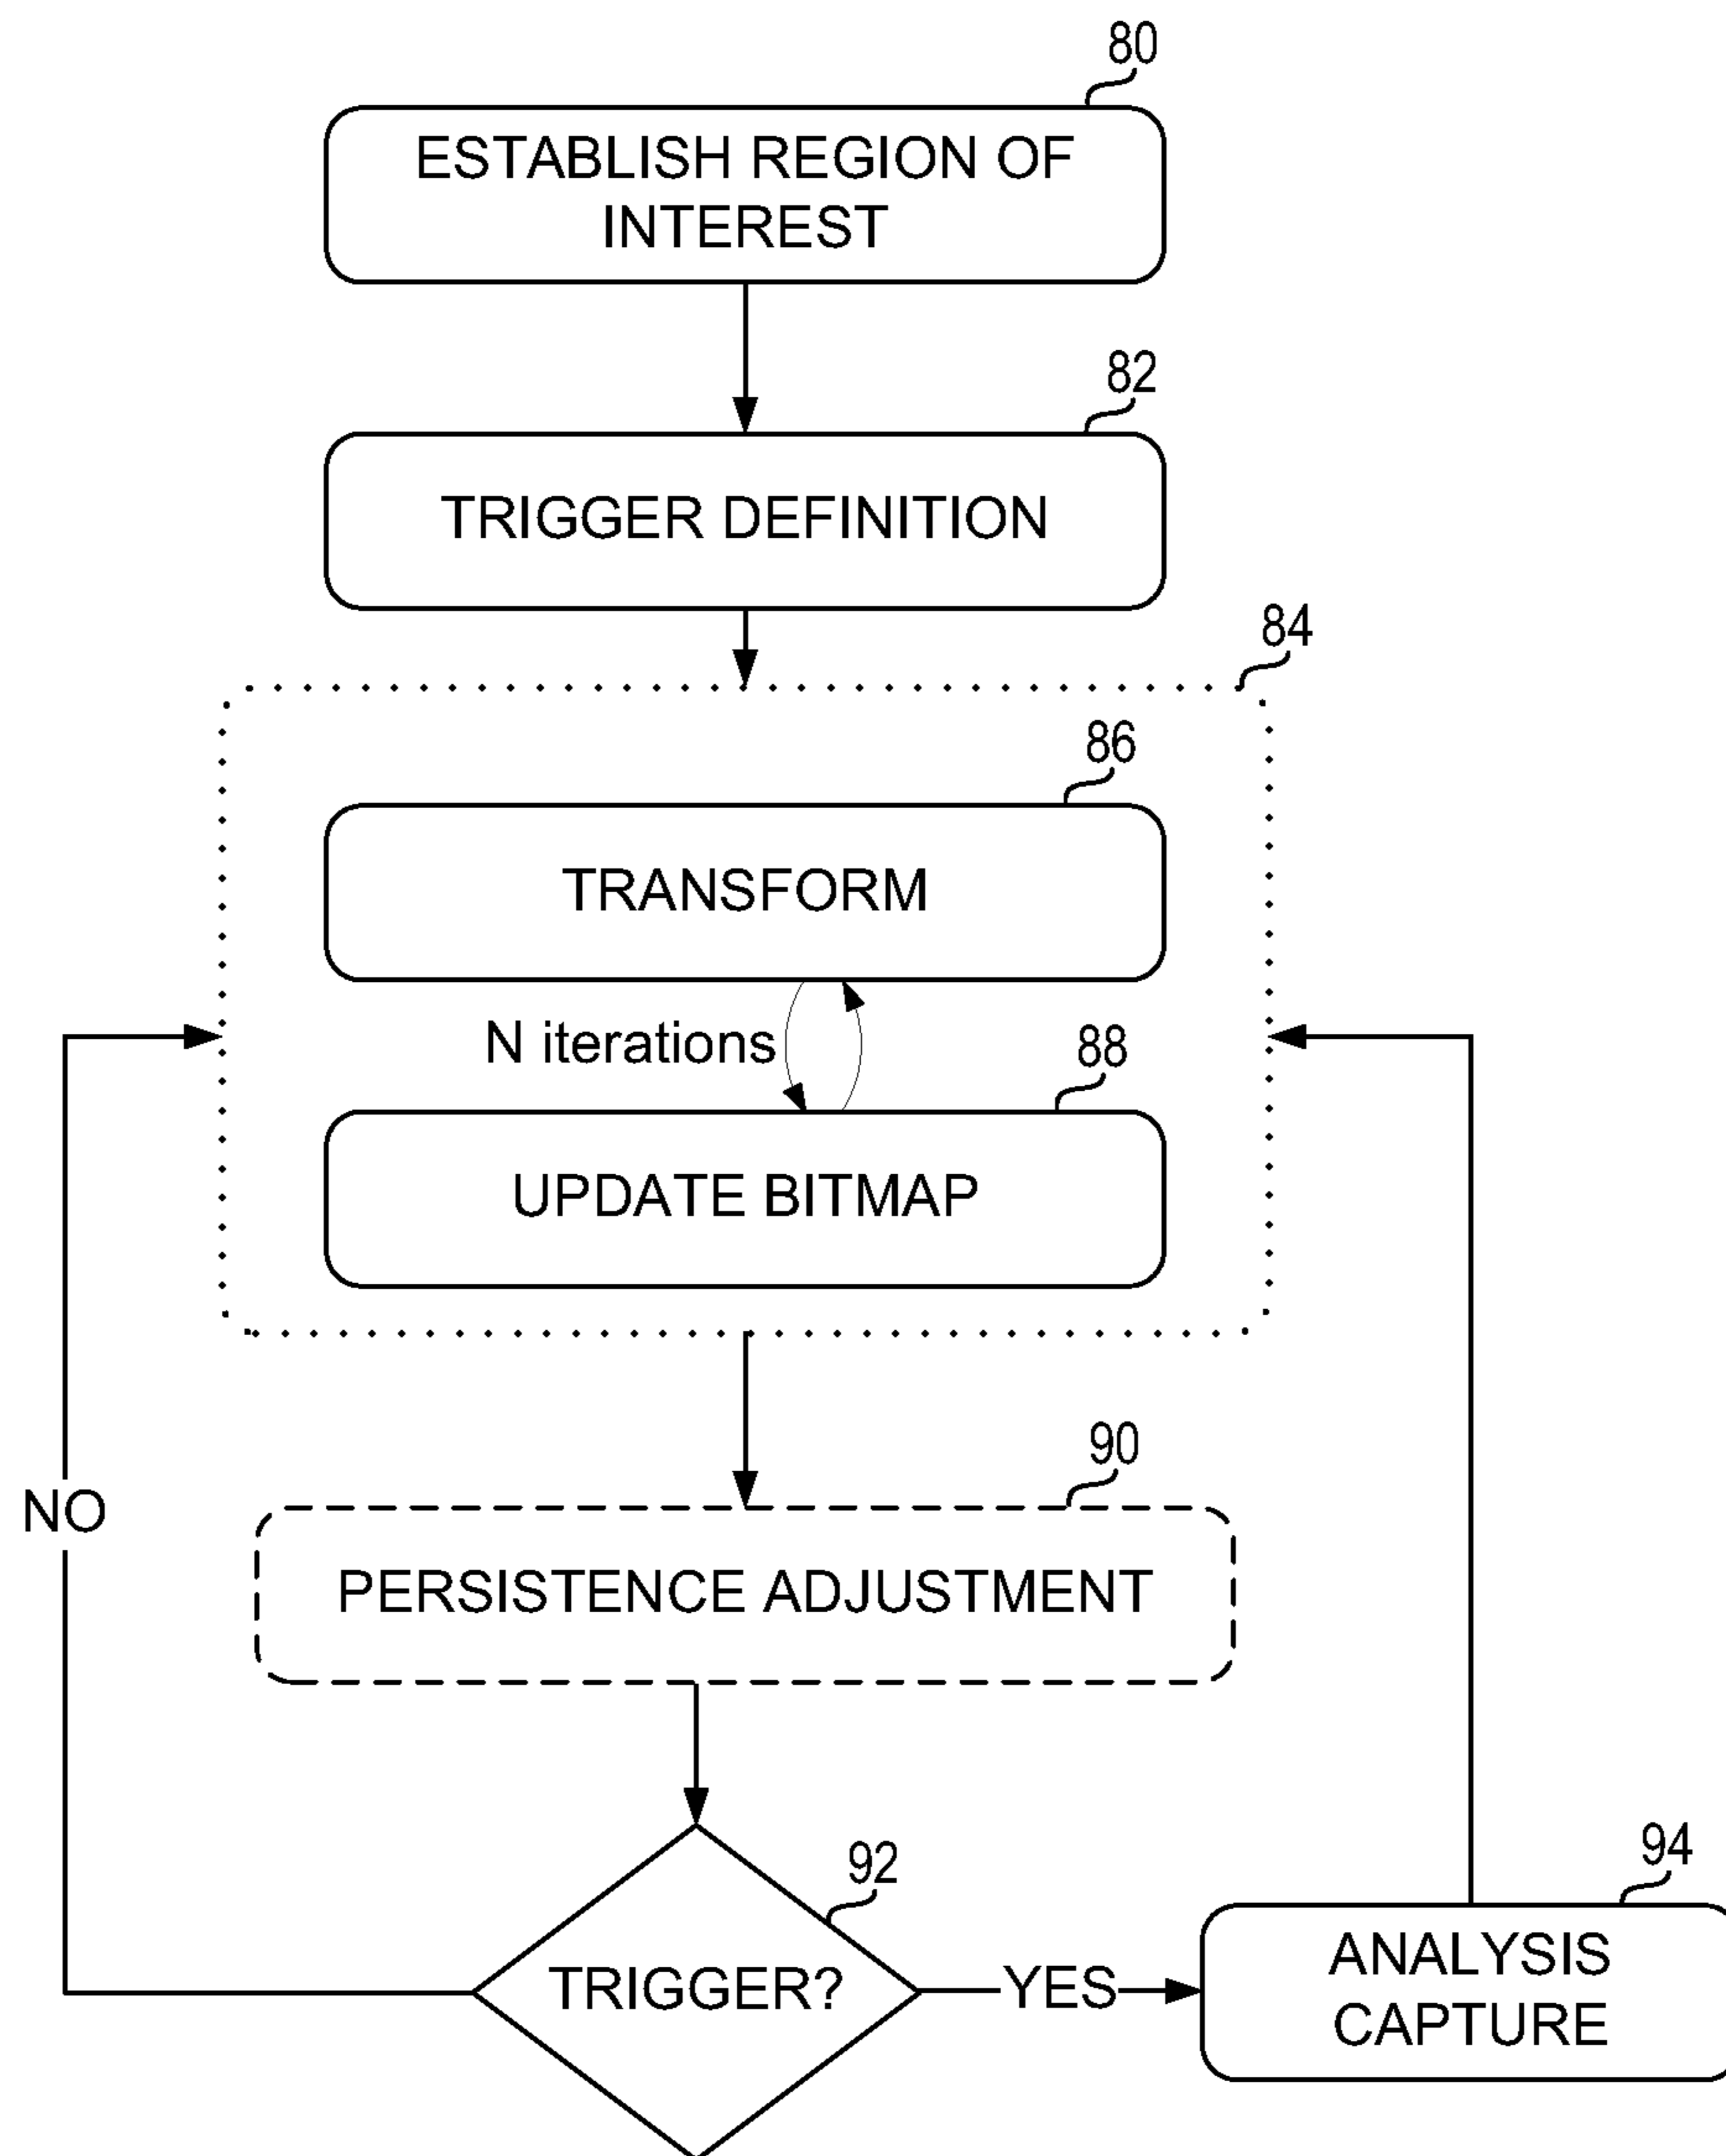 80
ESTABLISH REGION OF
INTEREST
82
TRIGGER DEFINITION
84
86
TRANSFORM
N iterations
88
UPDATE BITMAP
90
NO
PERSISTENCE ADJUSTMENT
92
94
TRIGGER?
YES
ANALYSIS
CAPTURE